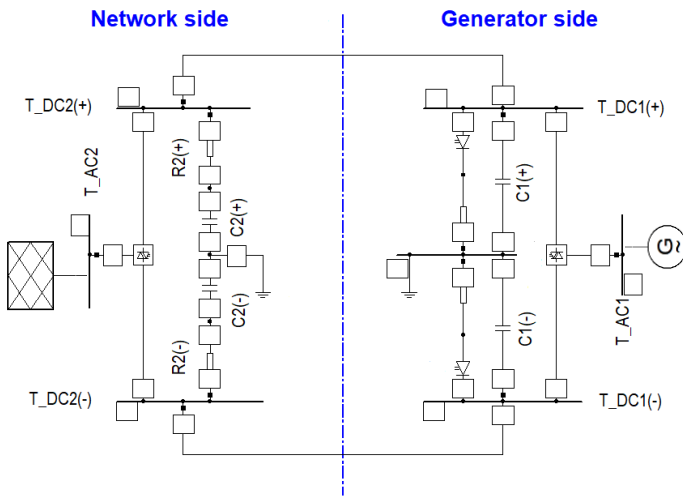 Network side
Generator side
T_DC2(+)
T_DC1(+)
R2(+)
T_AC2
C2(+)
C1(+)
G
~
C2(-)
C1(-)
T_AC1
R2(-)
T_DC2(-)
T_DC1(-)